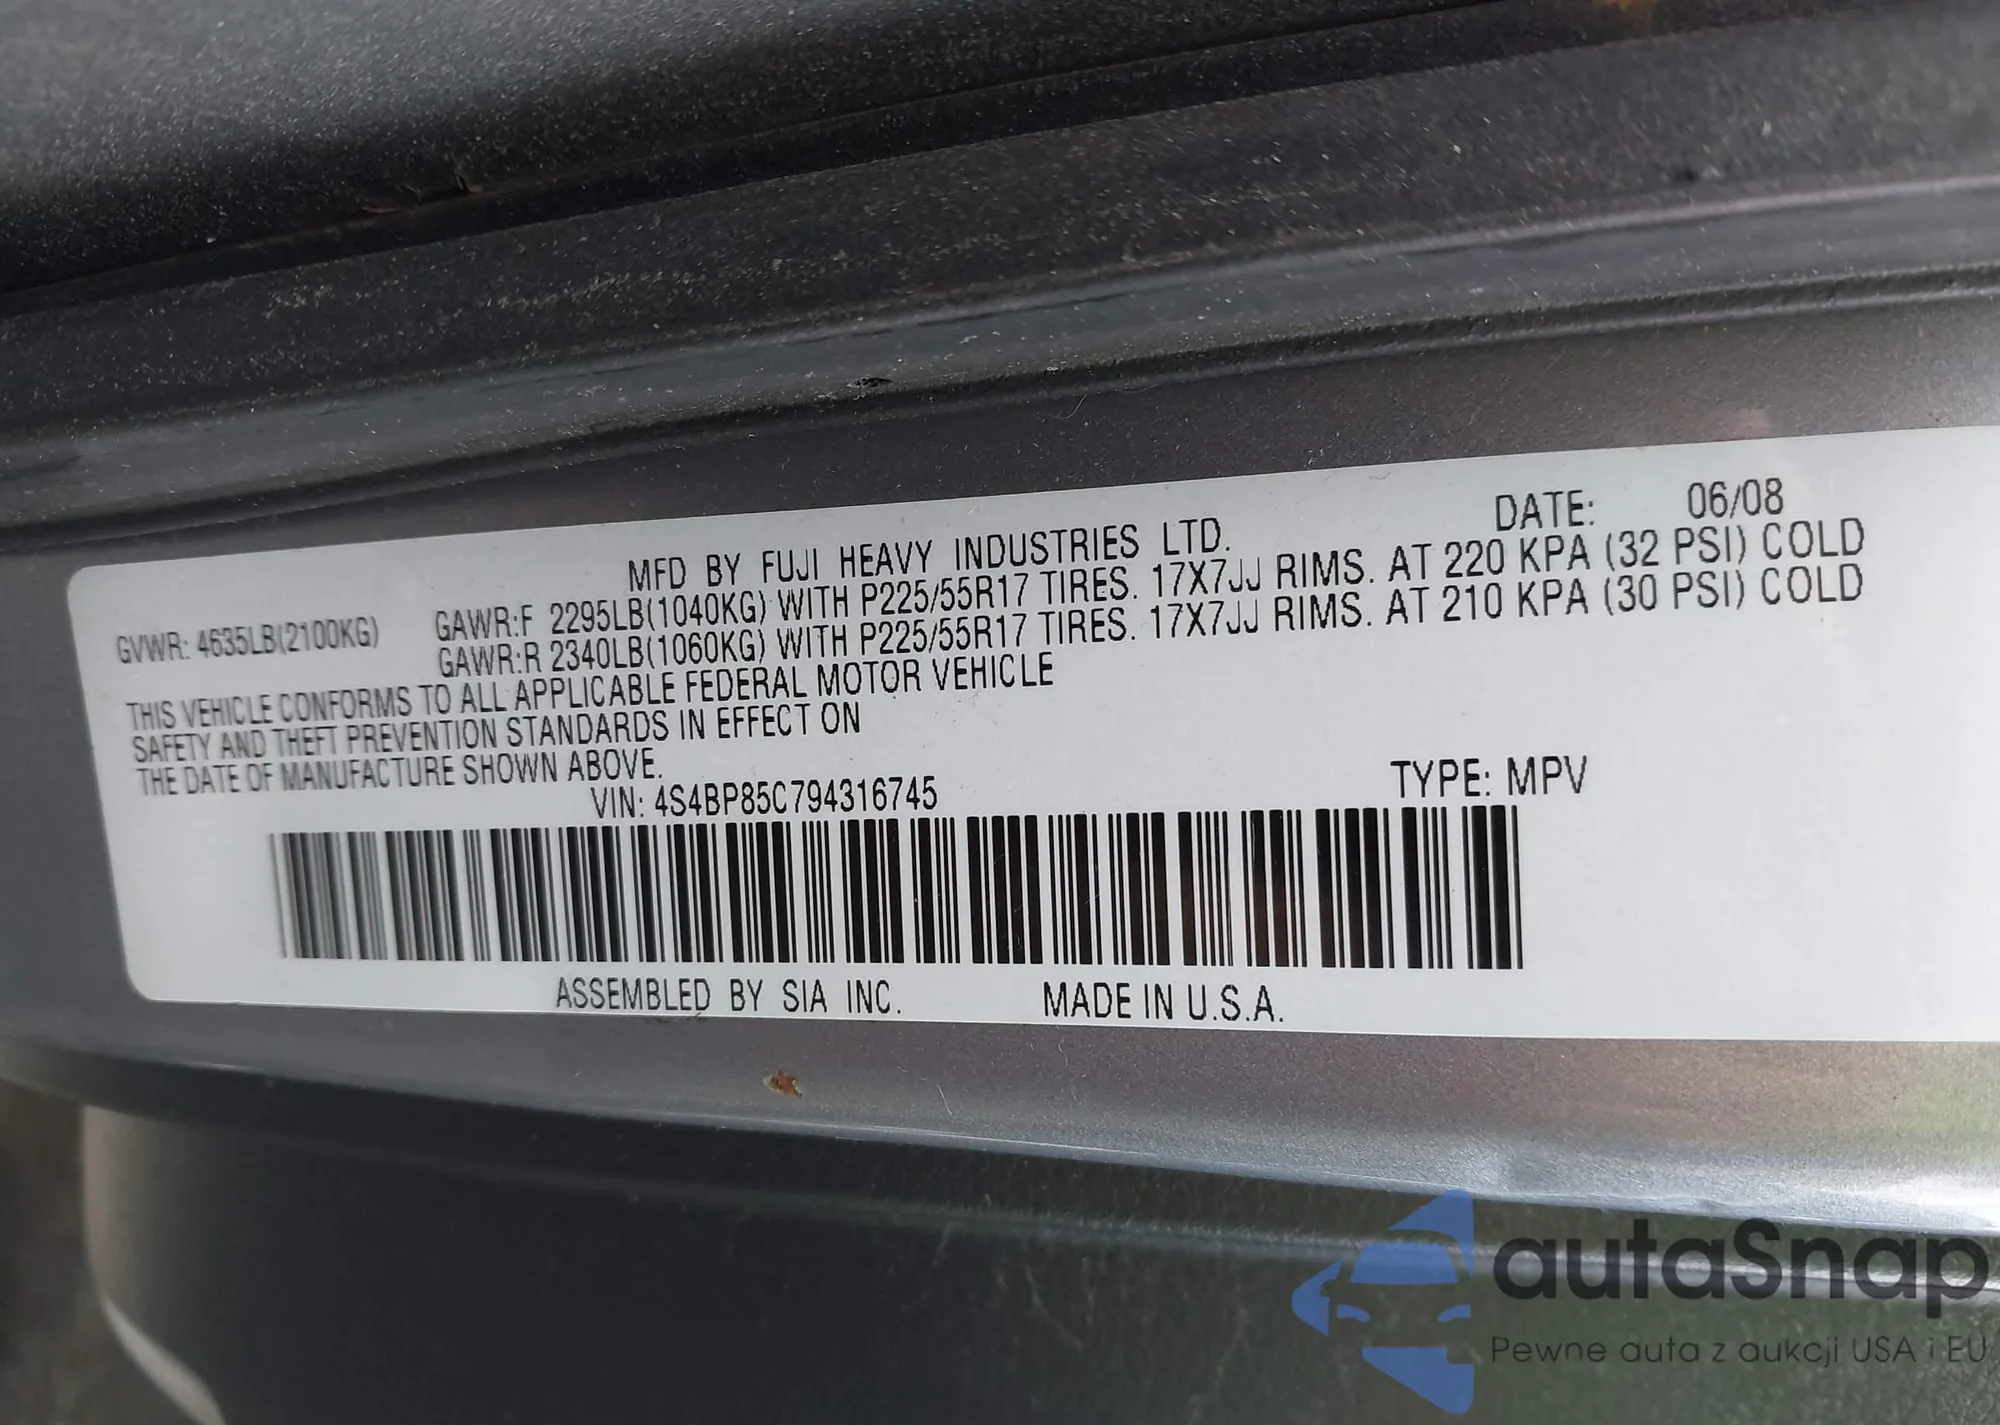 MFD BY FUJI HEAVY INDUSTRIES LTD. DATE: 06/08
GVWR: 4635LB(2100KG) GAWR:F 2295LB(1040KG) WITH P225/55R17 TIRES. 17X7JJ RIMS. AT 220 KPA (32 PSI) COLD
GAWR:R 2340LB(1060KG) WITH P225/55R17 TIRES. 17X7JJ RIMS. AT 210 KPA (30 PSI) COLD
THIS VEHICLE CONFORMS TO ALL APPLICABLE FEDERAL MOTOR VEHICLE
SAFETY AND THEFT PREVENTION STANDARDS IN EFFECT ON
THE DATE OF MANUFACTURE SHOWN ABOVE.
VIN: 4S4BP85C794316745 TYPE: MPV
ASSEMBLED BY SIA INC. MADE IN U.S.A.
autaSnap
Pewne auta z aukcji USA i EU